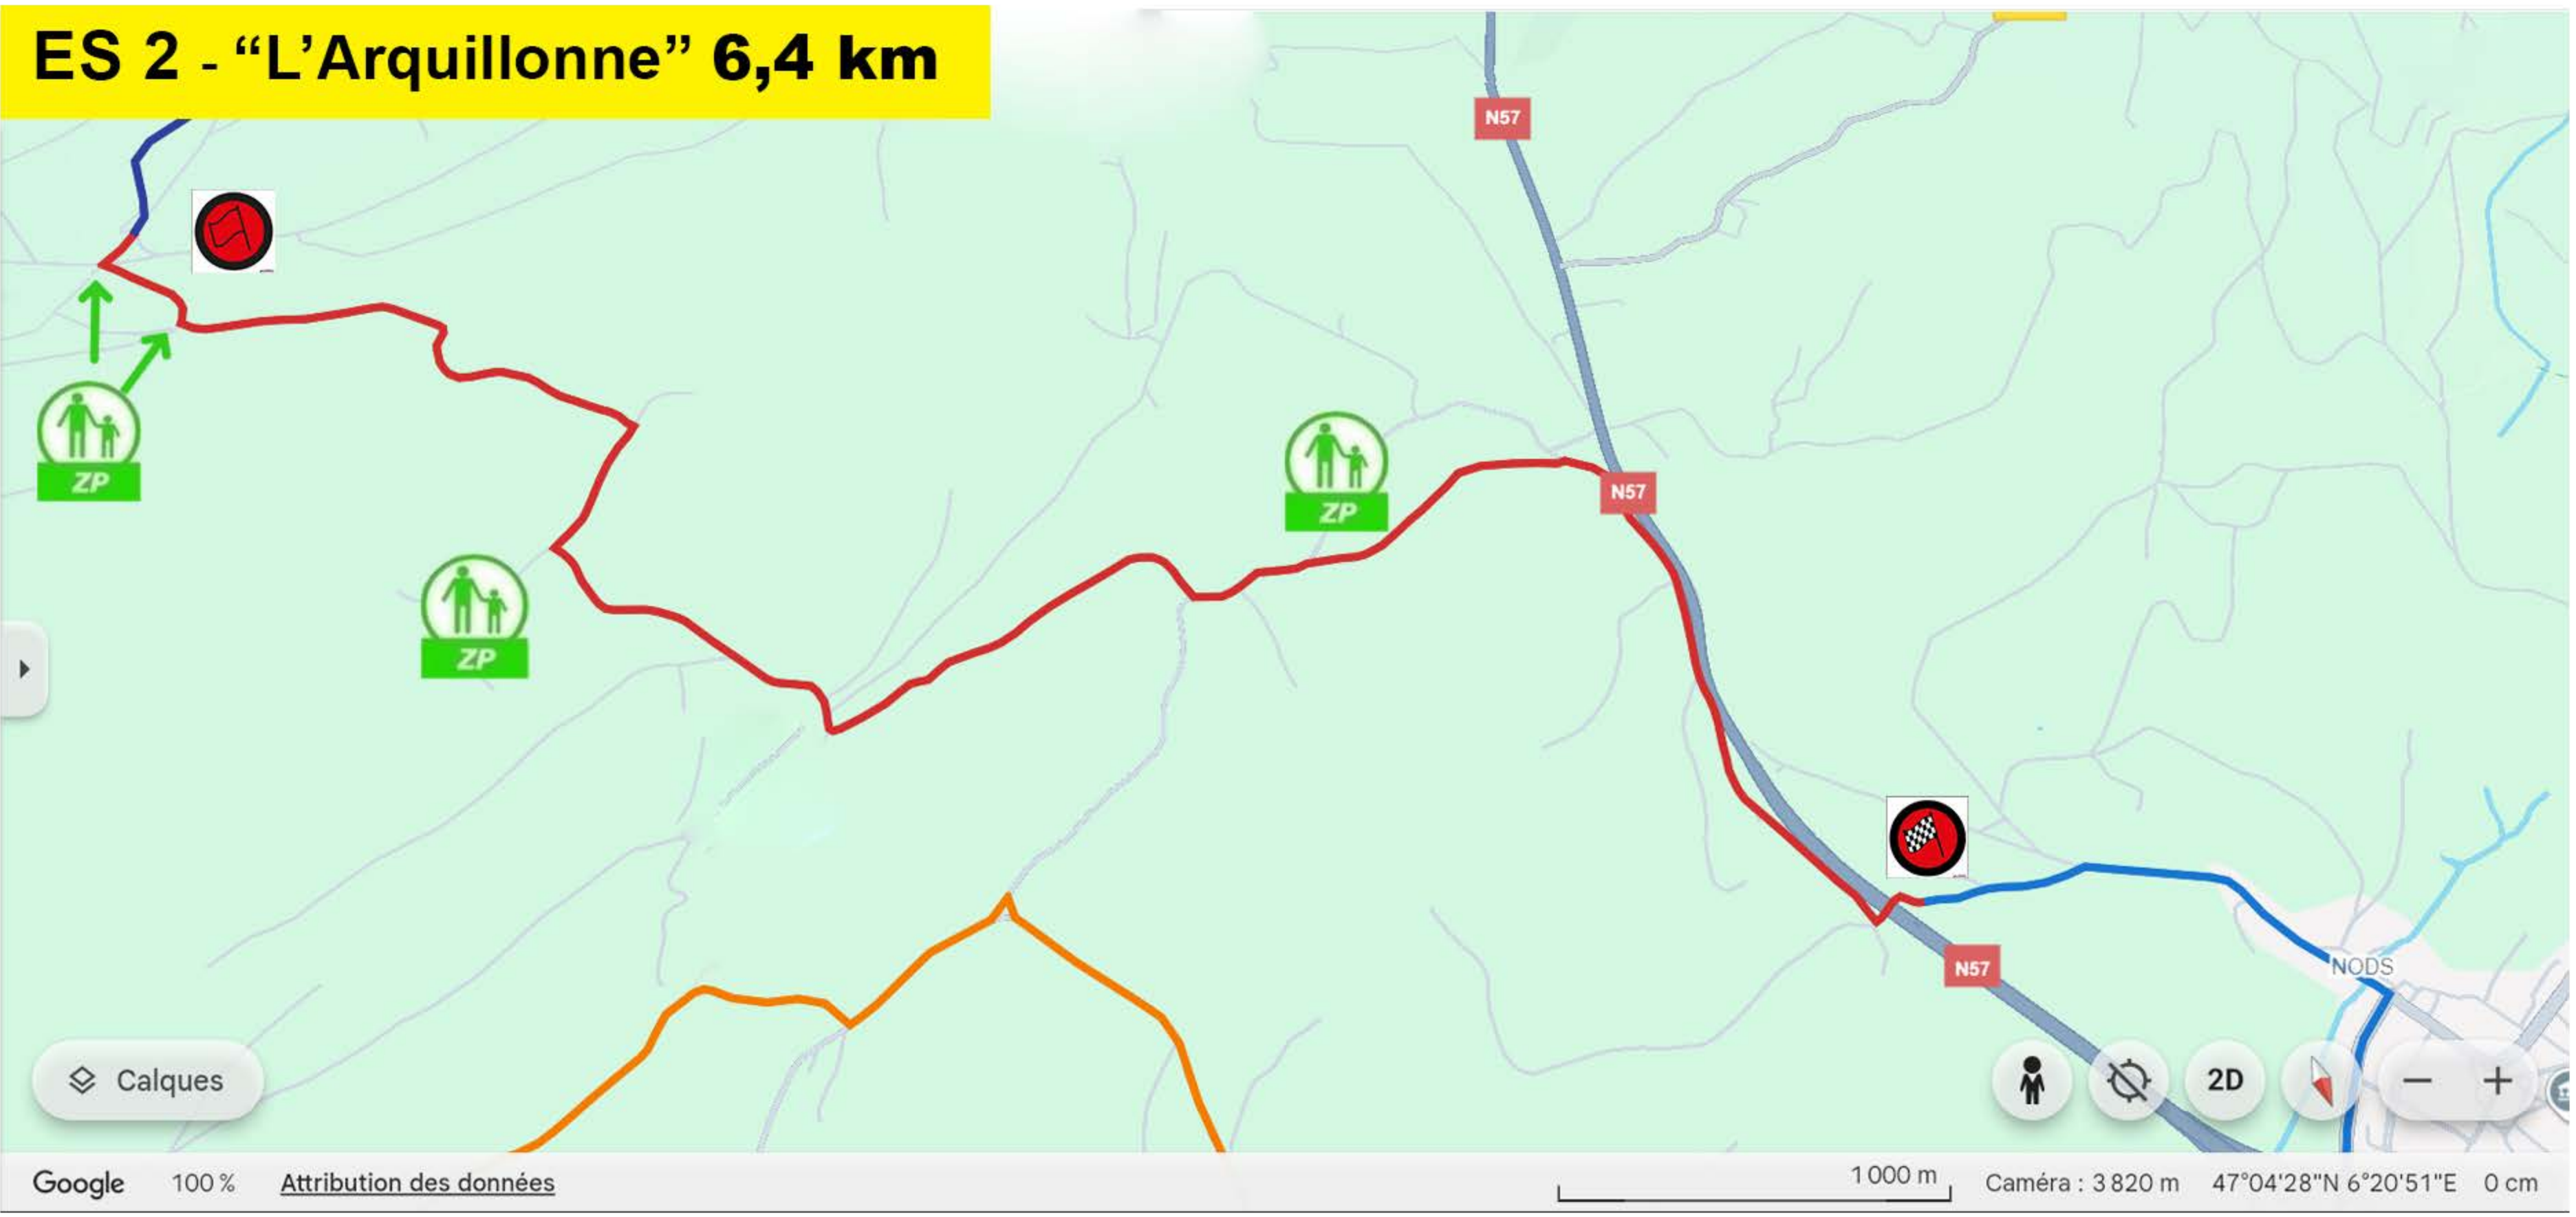 ES 2 - “L’Arquillonne” 6,4 km
N57
ZP
ZP
N57
ZP
N57
NODS
Calques
2D
Google 100 % Attribution des données 1 000 m Caméra : 3 820 m 47°04'28"N 6°20'51"E 0 cm